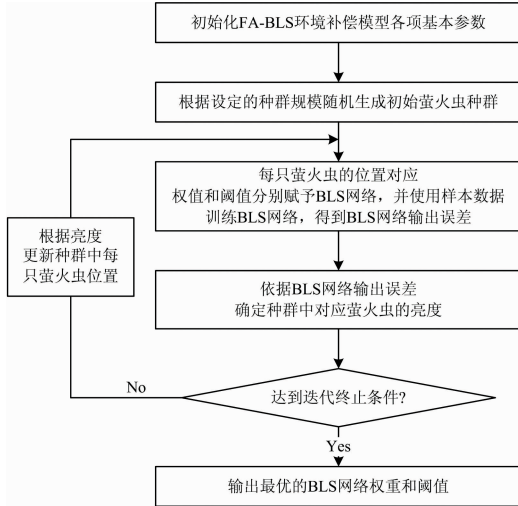 初始化FA-BLS环境补偿模型各项基本参数
根据设定的种群规模随机生成初始萤火虫种群
每只萤火虫的位置对应
权值和阈值分别赋予BLS网络，并使用样本数据
训练BLS网络，得到BLS网络输出误差
根据亮度
更新种群中每
只萤火虫位置
依据BLS网络输出误差
确定种群中对应萤火虫的亮度
No
达到迭代终止条件?
Yes
输出最优的BLS网络权重和阈值